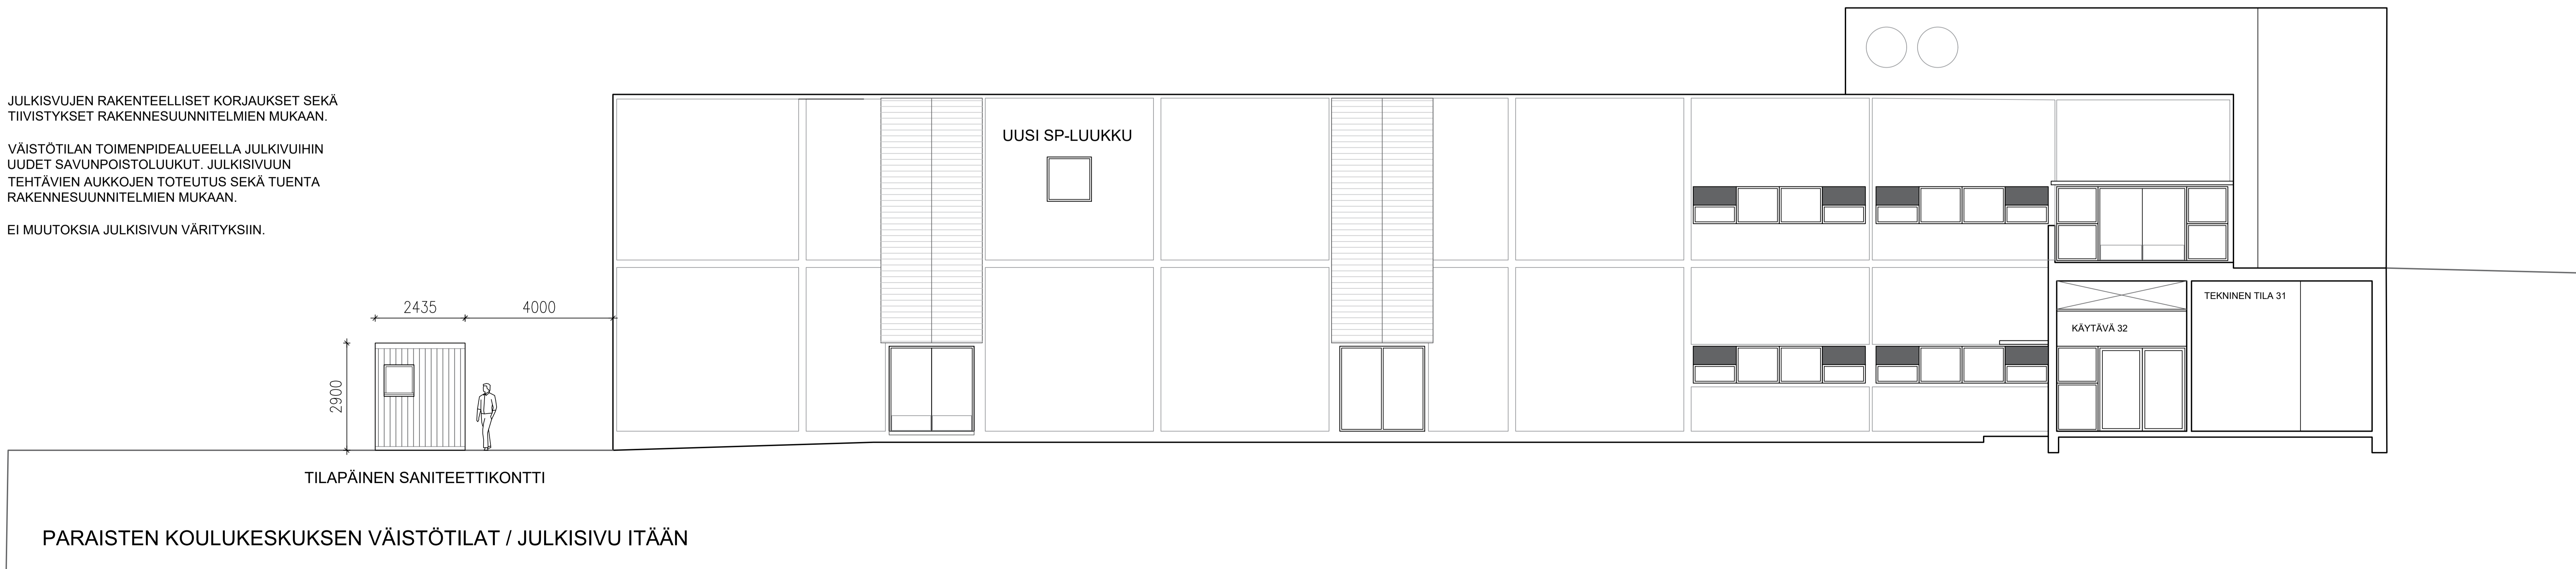 JULKISVUJEN RAKENTEELLISET KORJAUKSET SEKÄ
TIIVISTYKSET RAKENNESUUNNITELMIEN MUKAAN.
VÄISTÖTILAN TOIMENPIDEALUEELLA JULKIVUIHIN
UUDET SAVUNPOISTOLUUKUT. JULKISIVUUN
TEHTÄVIEN AUKKOJEN TOTEUTUS SEKÄ TUENTA
RAKENNESUUNNITELMIEN MUKAAN.
EI MUUTOKSIA JULKISIVUN VÄRITYKSIIN.
UUSI SP-LUUKKU
2435
4000
2900
TEKNINEN TILA 31
KÄYTÄVÄ 32
TILAPÄINEN SANITEETTIKONTTI
PARAISTEN KOULUKESKUKSEN VÄISTÖTILAT / JULKISIVU ITÄÄN